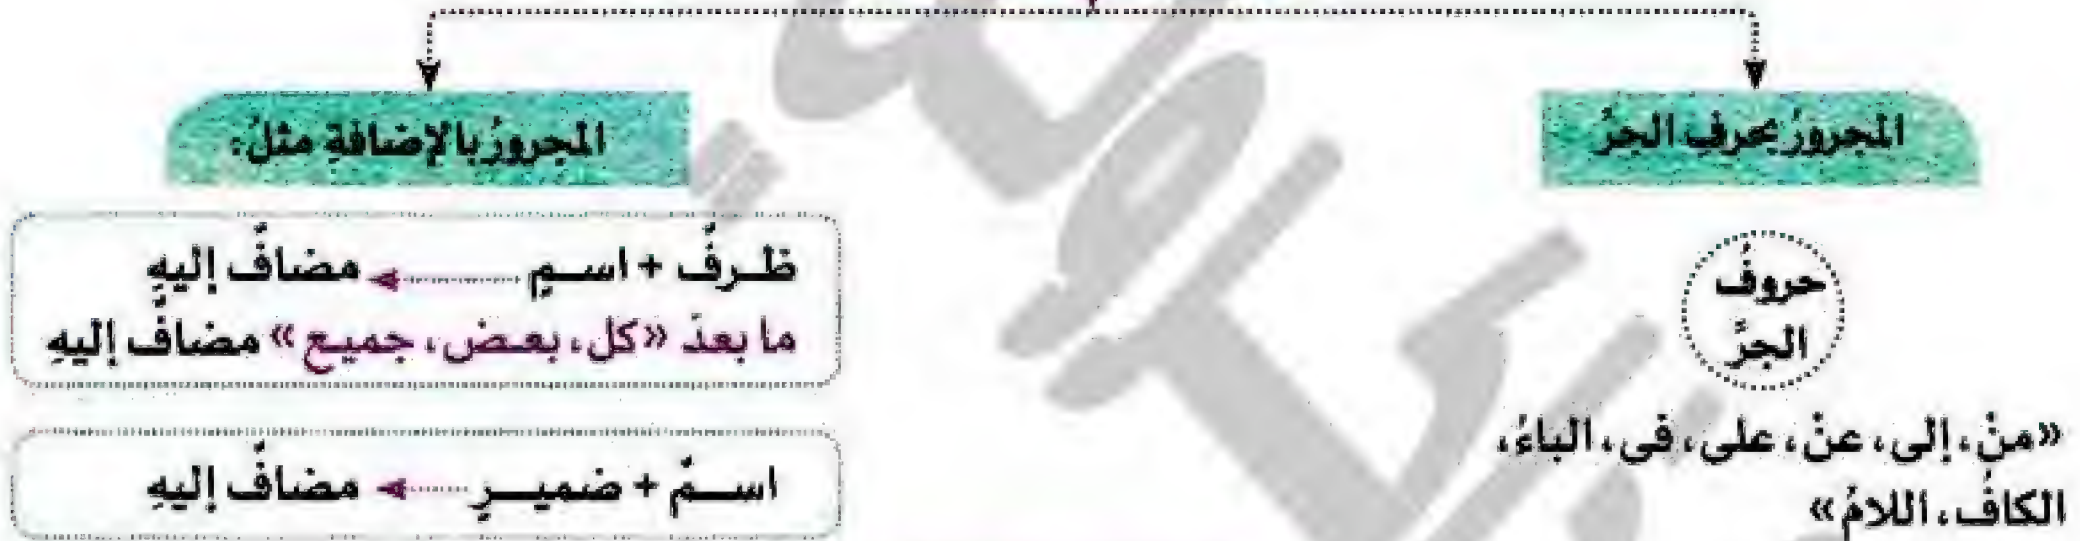 المجرورُ بحرفِ الجرِّ
حروفُ
الجرِّ
«منْ، إلى، عنْ، على، في، الباءُ،
الكافُ، اللامُ»
المجرورُ بالإضافةِ مثلُ:
ظرفٌ + اسمٍ ← مضافٌ إليهِ
ما بعدَ «كل، بعض، جميع» مضافٌ إليهِ
اسمٌ + ضميرٍ ← مضافٌ إليهِ